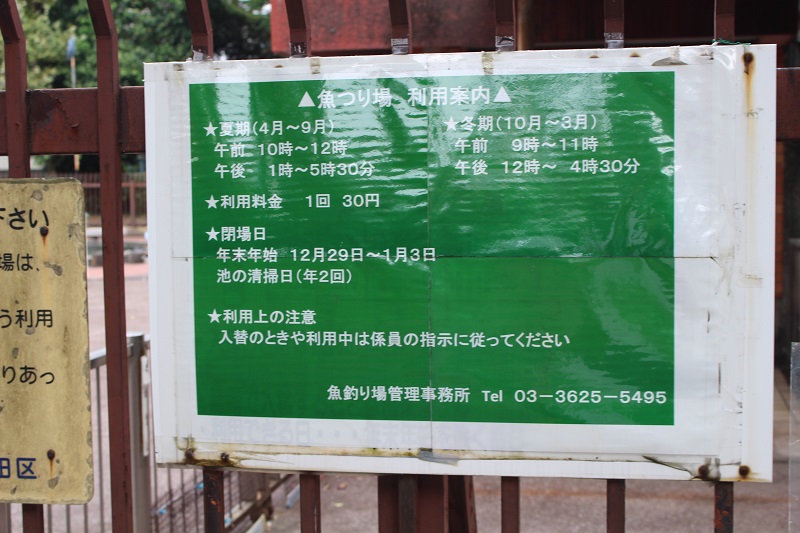 ▲魚つり場 利用案内▲
★夏期(4月～9月)
午前 10時～12時
午後 1時～5時30分
★冬期(10月～3月)
午前 9時～11時
午後 12時～ 4時30分
★利用料金 1回 30円
★閉場日
年末年始 12月29日～1月3日
池の清掃日(年2回)
★利用上の注意
入替のときや利用中は係員の指示に従ってください
魚釣り場管理事務所 Tel 03－3625－5495
下さい
場は、
う利用
りあっ
田区